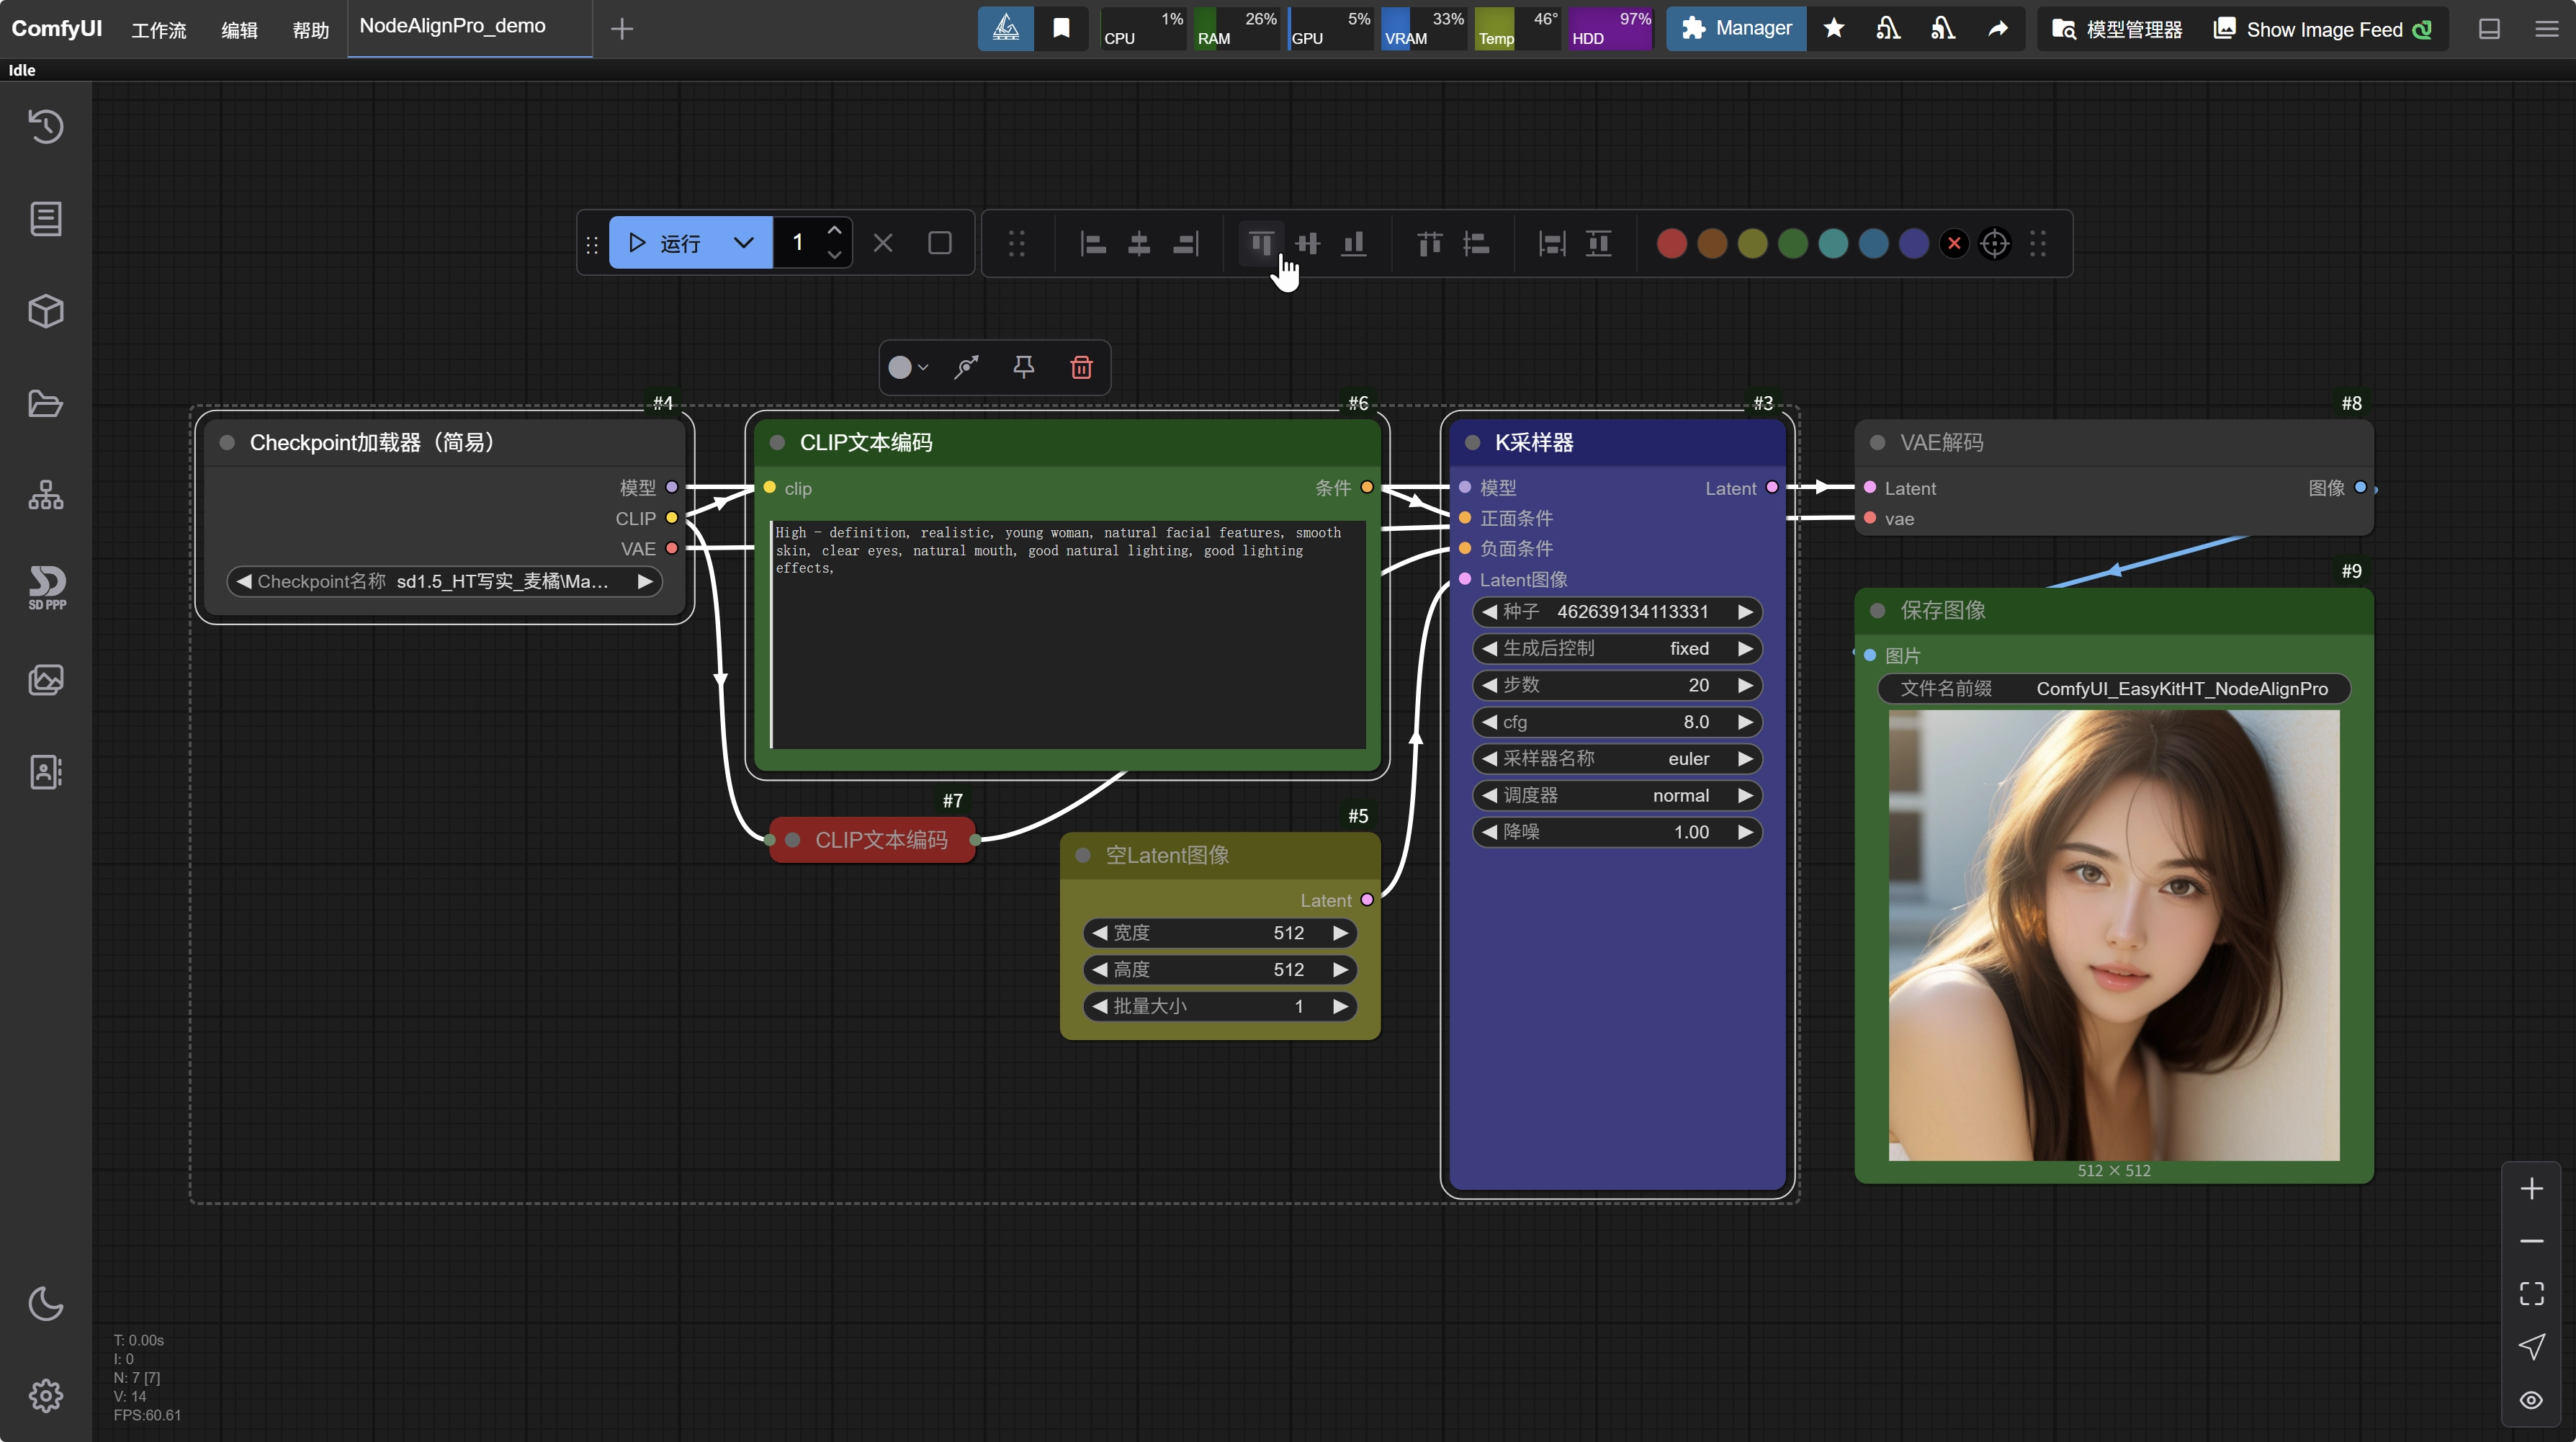 ComfyUI 工作流 编辑 帮助 NodeAlignPro_demo
CPU 1% RAM 26% GPU 5% VRAM 33% Temp 46° HDD 97% Manager 模型管理器 Show Image Feed
Idle
运行 1
SD PPP
#4
Checkpoint加载器（简易）
模型
CLIP
VAE
Checkpoint名称 sd1.5_HT写实_麦橘\Ma...
#6
CLIP文本编码
clip 条件
High - definition, realistic, young woman, natural facial features, smooth
skin, clear eyes, natural mouth, good natural lighting, good lighting
effects,
#7
CLIP文本编码
#5
空Latent图像
Latent
宽度 512
高度 512
批量大小 1
#3
K采样器
模型 Latent
正面条件
负面条件
Latent图像
种子 462639134113331
生成后控制 fixed
步数 20
cfg 8.0
采样器名称 euler
调度器 normal
降噪 1.00
#8
VAE解码
Latent 图像
vae
#9
保存图像
图片
文件名前缀 ComfyUI_EasyKitHT_NodeAlignPro
512 × 512
T: 0.00s
I: 0
N: 7 [7]
V: 14
FPS:60.61